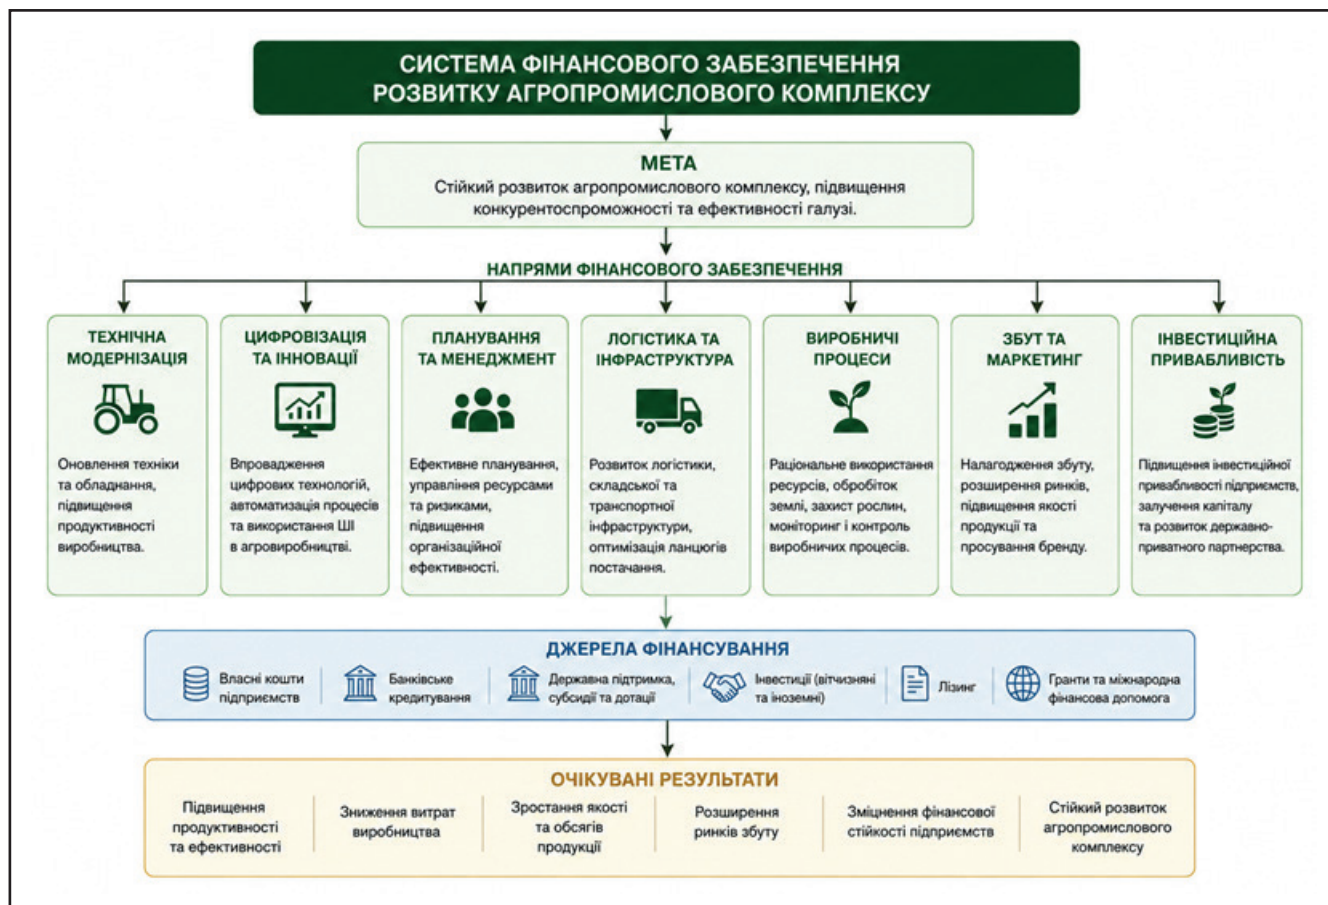 СИСТЕМА ФІНАНСОВОГО ЗАБЕЗПЕЧЕННЯ
РОЗВИТКУ АГРОПРОМИСЛОВОГО КОМПЛЕКСУ
МЕТА
Стійкий розвиток агропромислового комплексу, підвищення
конкурентоспроможності та ефективності галузі.
НАПРЯМИ ФІНАНСОВОГО ЗАБЕЗПЕЧЕННЯ
ТЕХНІЧНА
МОДЕРНІЗАЦІЯ
Оновлення техніки
та обладнання,
підвищення
продуктивності
виробництва.
ЦИФРОВІЗАЦІЯ
ТА ІННОВАЦІЇ
Впровадження
цифрових технологій,
автоматизація процесів
та використання ШІ
в агровиробництві.
ПЛАНУВАННЯ
ТА МЕНЕДЖМЕНТ
Ефективне планування,
управління ресурсами
та ризиками,
підвищення
організаційної
ефективності.
ЛОГІСТИКА ТА
ІНФРАСТРУКТУРА
Розвиток логістики,
складської та
транспортної
інфраструктури,
оптимізація ланцюгів
постачання.
ВИРОБНИЧІ
ПРОЦЕСИ
Раціональне використання
ресурсів, обробіток
землі, захист рослин,
моніторинг і контроль
виробничих процесів.
ЗБУТ ТА
МАРКЕТИНГ
Налагодження збуту,
розширення ринків,
підвищення якості
продукції та
просування бренду.
ІНВЕСТИЦІЙНА
ПРИВАБЛИВІСТЬ
Підвищення інвестиційної
привабливості підприємств,
залучення капіталу
та розвиток державно-
приватного партнерства.
ДЖЕРЕЛА ФІНАНСУВАННЯ
Власні кошти
підприємств
Банківське
кредитування
Державна підтримка,
субсидії та дотації
Інвестиції (вітчизняні
та іноземні)
Лізинг
Гранти та міжнародна
фінансова допомога
ОЧІКУВАНІ РЕЗУЛЬТАТИ
Підвищення
продуктивності
та ефективності
Зниження витрат
виробництва
Зростання якості
та обсягів
продукції
Розширення
ринків збуту
Зміцнення фінансової
стійкості підприємств
Стійкий розвиток
агропромислового
комплексу